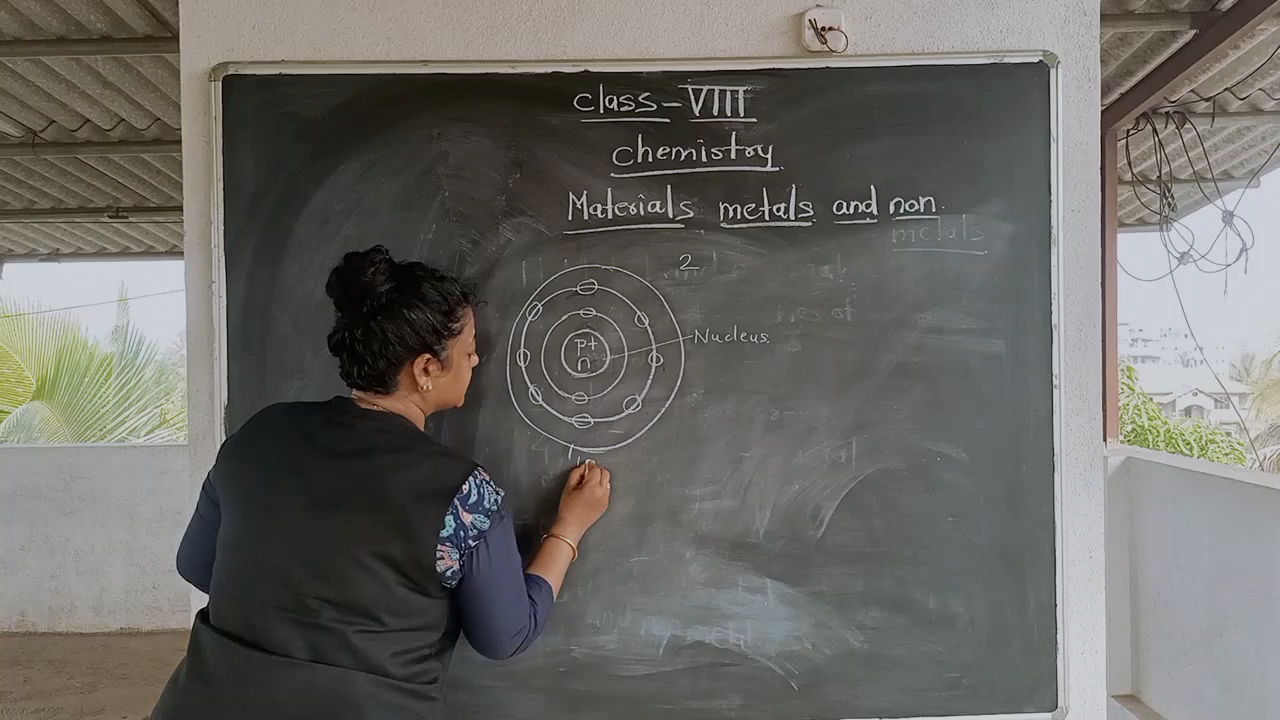 class-VIII
chemistry
Materials metals and non.
metals
2
p+
n
Nucleus